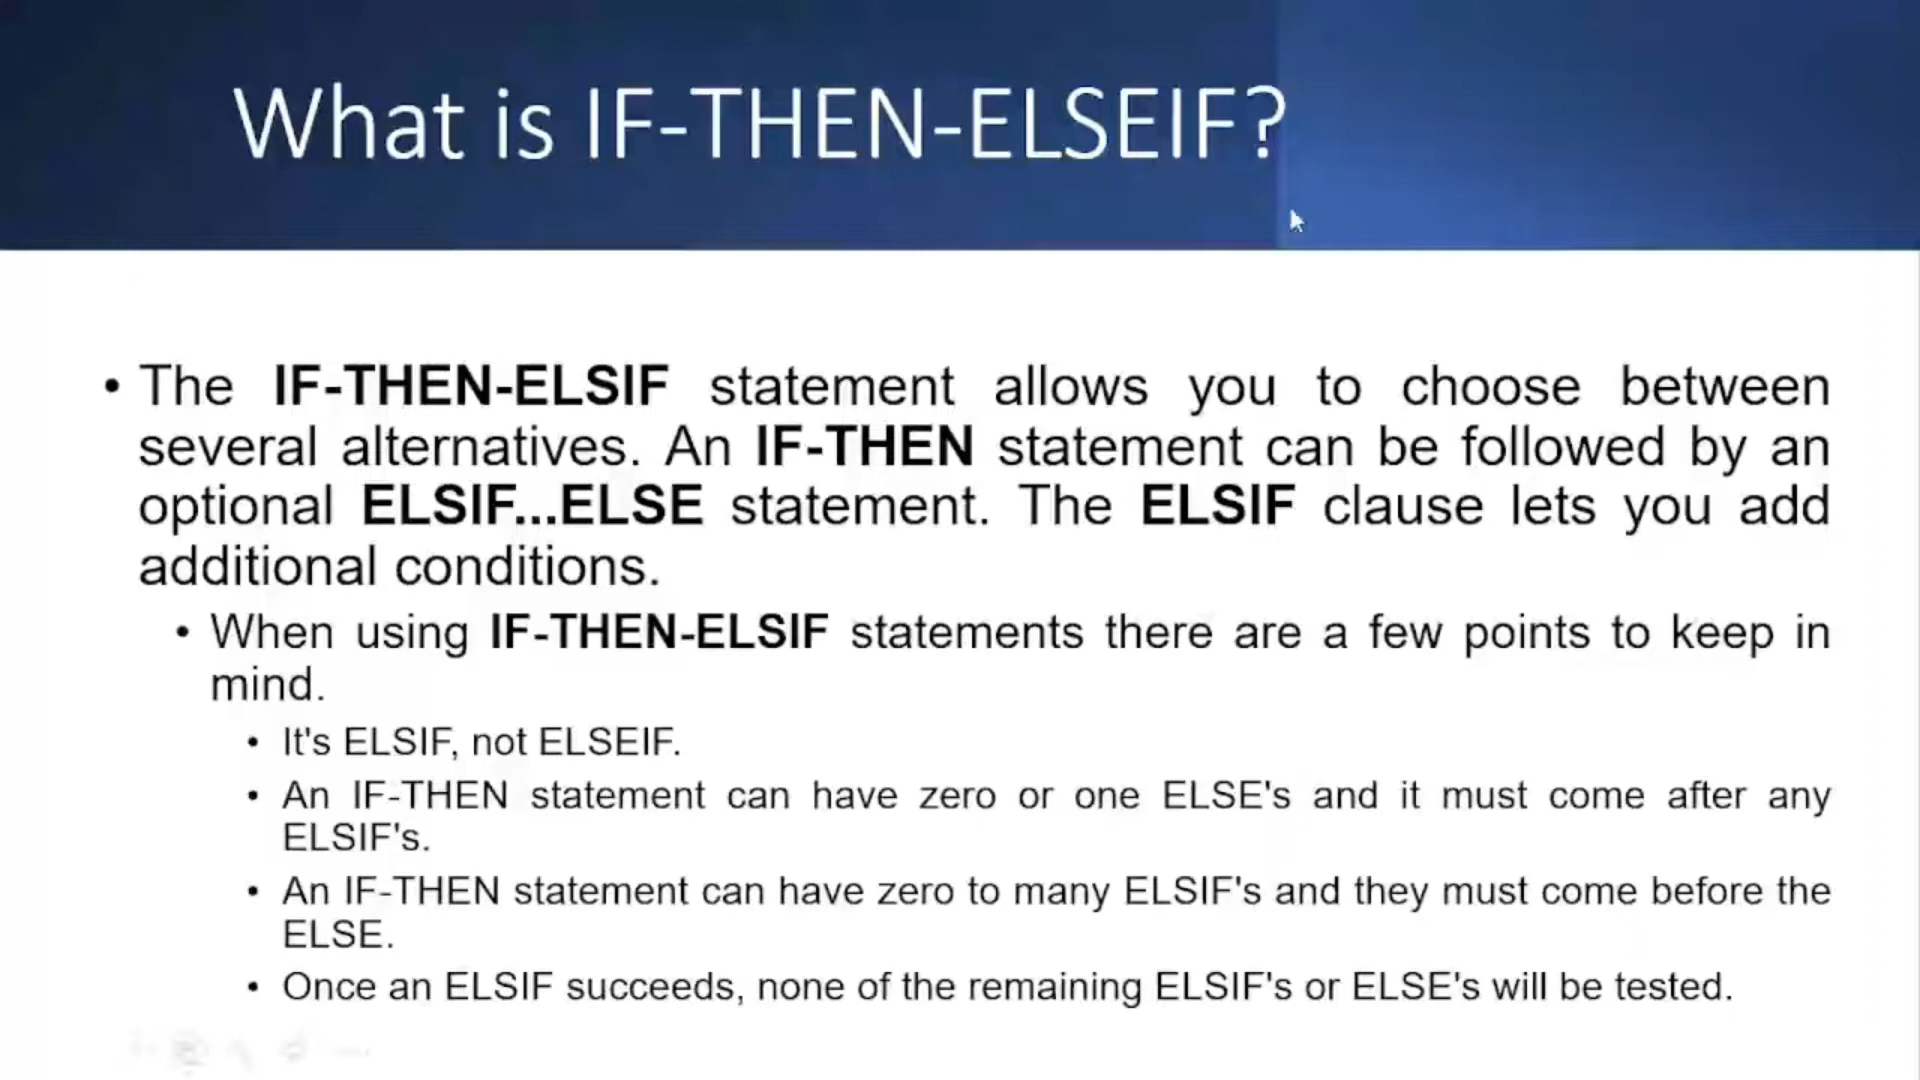 What is IF-THEN-ELSEIF?
• The IF-THEN-ELSIF statement allows you to choose between
several alternatives. An IF-THEN statement can be followed by an
optional ELSIF...ELSE statement. The ELSIF clause lets you add
additional conditions.
• When using IF-THEN-ELSIF statements there are a few points to keep in
mind.
• It's ELSIF, not ELSEIF.
• An IF-THEN statement can have zero or one ELSE's and it must come after any
ELSIF's.
• An IF-THEN statement can have zero to many ELSIF's and they must come before the
ELSE.
• Once an ELSIF succeeds, none of the remaining ELSIF's or ELSE's will be tested.